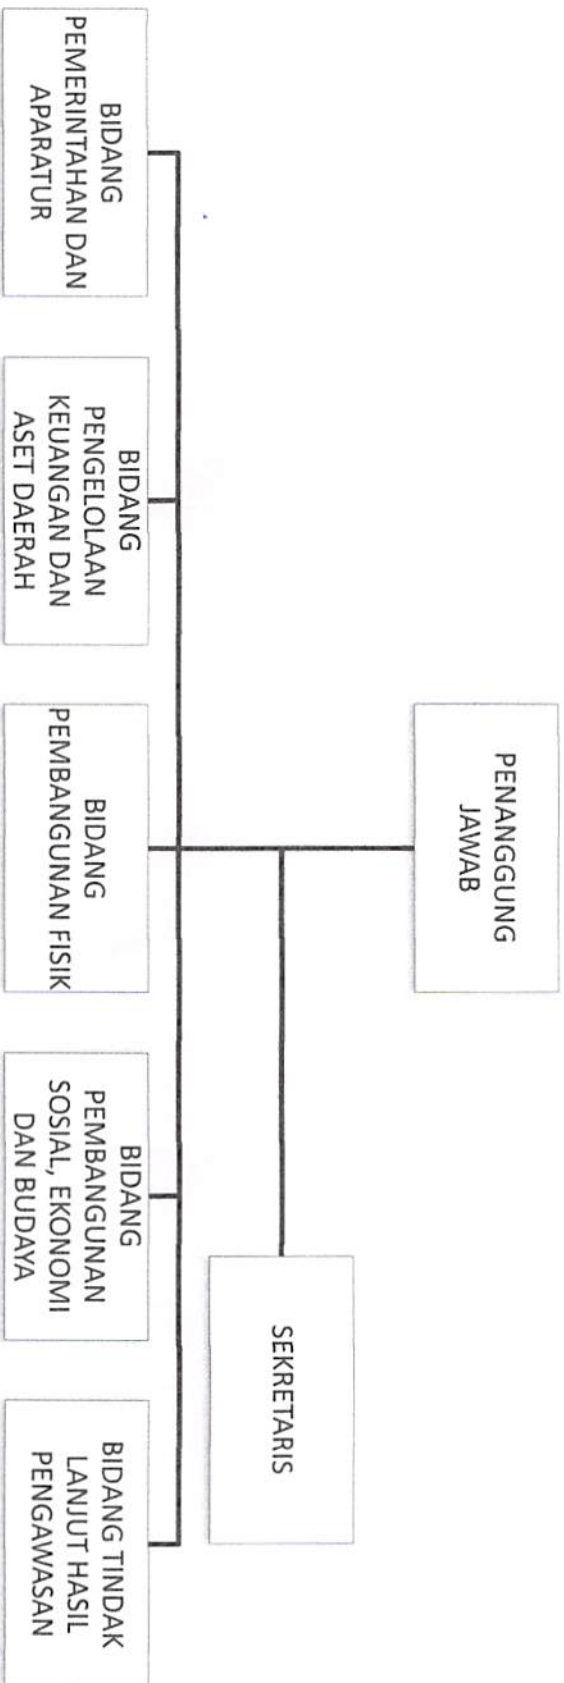 PENANGGUNG
JAWAB
SEKRETARIS
BIDANG
PEMERINTAHAN DAN
APARATUR
BIDANG
PENGELOLAAN
KEUANGAN DAN
ASET DAERAH
BIDANG
PEMBANGUNAN FISIK
BIDANG
PEMBANGUNAN
SOSIAL, EKONOMI
DAN BUDAYA
BIDANG TINDAK
LANJUT HASIL
PENGAWASAN